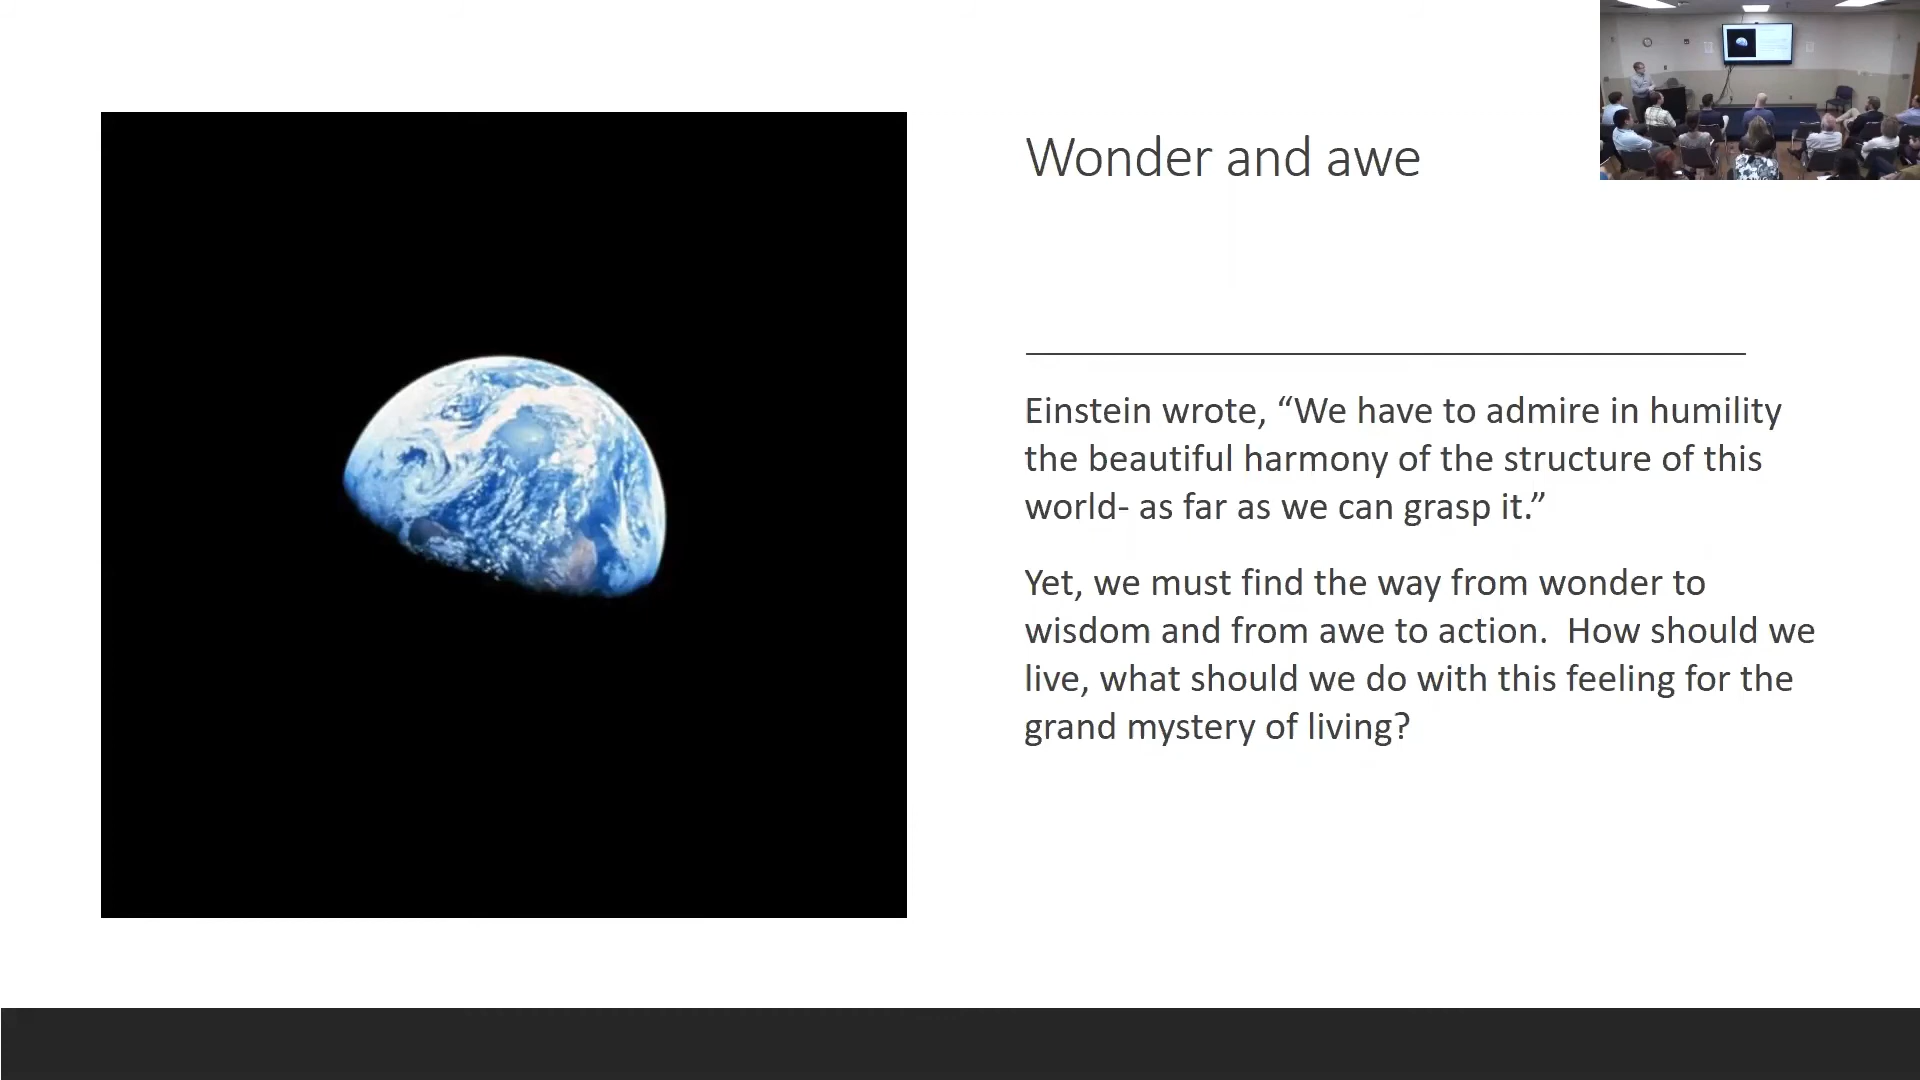 Wonder and awe
Einstein wrote, “We have to admire in humility
the beautiful harmony of the structure of this
world- as far as we can grasp it.”
Yet, we must find the way from wonder to
wisdom and from awe to action.  How should we
live, what should we do with this feeling for the
grand mystery of living?